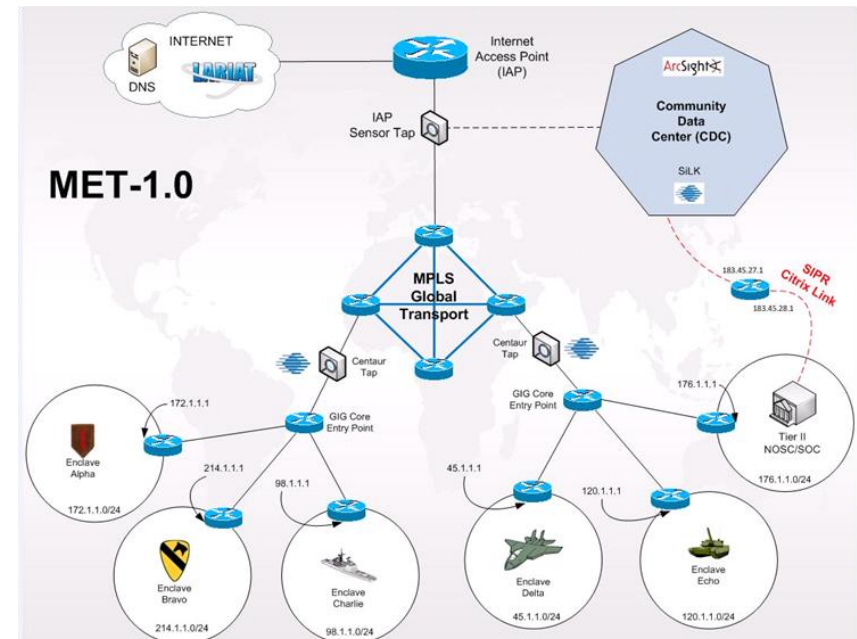 INTERNET
DNS
LARIAT
Internet
Access Point
(IAP)
IAP
Sensor Tap
ArcSight
Community
Data
Center (CDC)
SiLK
MET-1.0
183.45.27.1
SIPR
Citrix Link
183.45.28.1
MPLS
Global
Transport
Centaur
Tap
Centaur
Tap
GIG Core
Entry Point
GIG Core
Entry Point
172.1.1.1
Enclave
Alpha
172.1.1.0/24
214.1.1.1
Enclave
Bravo
214.1.1.0/24
98.1.1.1
Enclave
Charlie
98.1.1.0/24
45.1.1.1
Enclave
Delta
45.1.1.0/24
120.1.1.1
Enclave
Echo
120.1.1.0/24
176.1.1.1
Tier II
NOSC/SOC
176.1.1.0/24